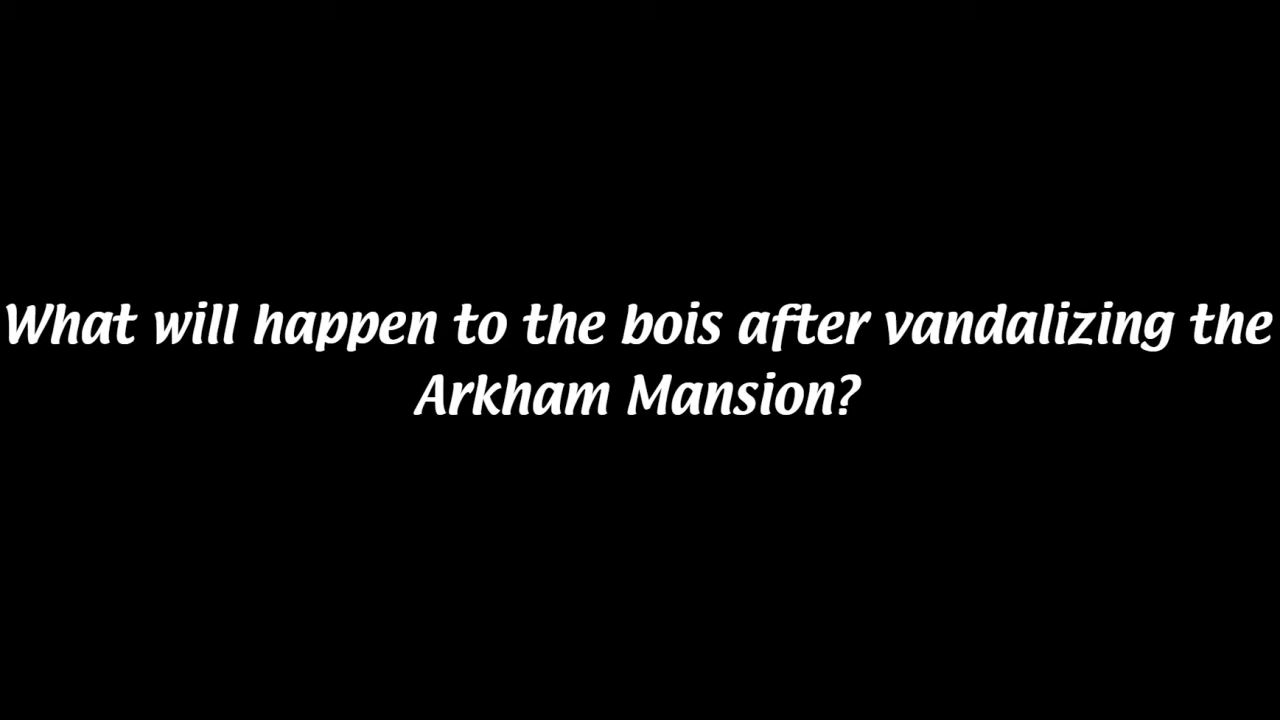 What will happen to the bois after vandalizing the
Arkham Mansion?